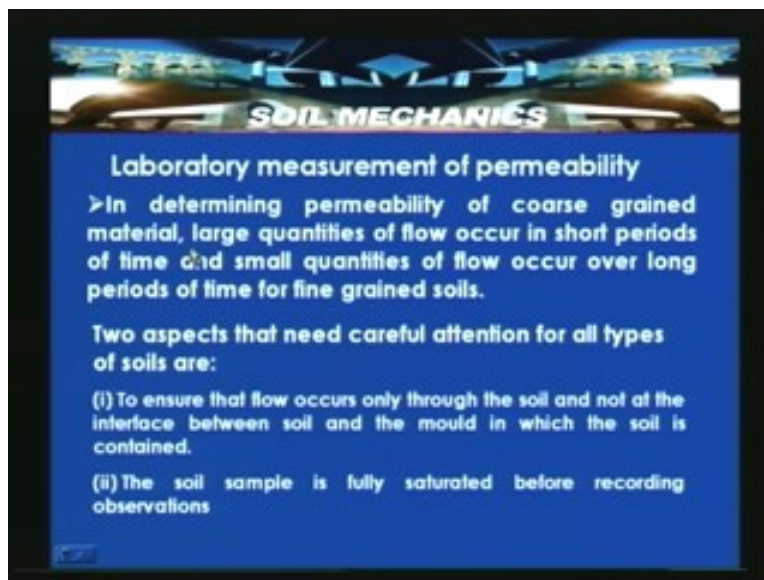 SOIL MECHANICS
Laboratory measurement of permeability
➢In determining permeability of coarse grained
material, large quantities of flow occur in short periods
of time and small quantities of flow occur over long
periods of time for fine grained soils.
Two aspects that need careful attention for all types
of soils are:
(i) To ensure that flow occurs only through the soil and not at the
interface between soil and the mould in which the soil is
contained.
(ii) The soil sample is fully saturated before recording
observations